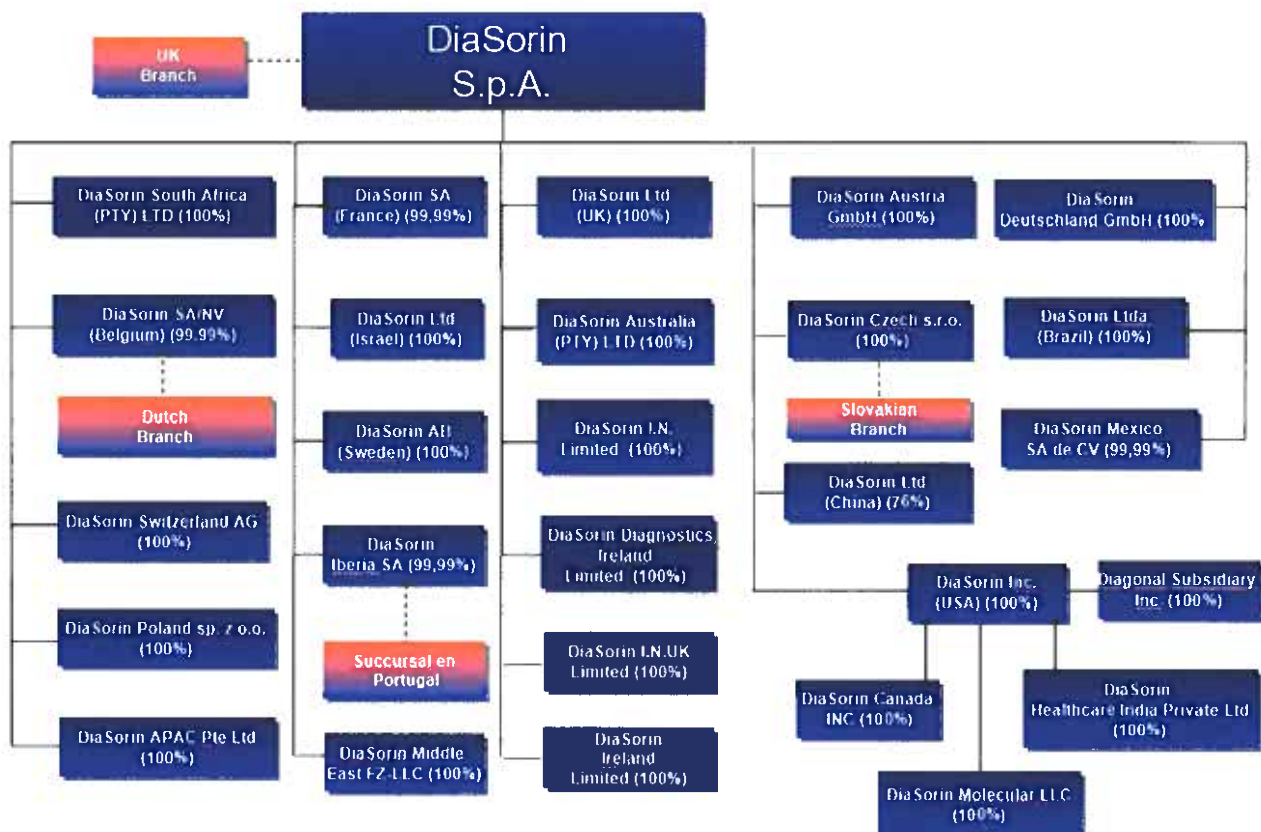 DiaSorin
S.p.A.
UK
Branch
DiaSorin South Africa
(PTY) LTD (100%)
DiaSorin SA/NV
(Belgium) (99.99%)
Dutch
Branch
DiaSorin Switzerland AG
(100%)
DiaSorin Poland sp. z o.o.
(100%)
DiaSorin APAC Pte Ltd
(100%)
DiaSorin SA
(France) (99,99%)
DiaSorin Ltd
(Israel) (100%)
DiaSorin AB
(Sweden) (100%)
DiaSorin
Iberia SA (99,99%)
Succursal en
Portugal
DiaSorin Middle
East FZ-LLC (100%)
DiaSorin Ltd
(UK) (100%)
DiaSorin Australia
(PTY) LTD (100%)
DiaSorin I.N.
Limited (100%)
DiaSorin Diagnostics,
Ireland
Limited (100%)
DiaSorin I.N.UK
Limited (100%)
DiaSorin
Ireland
Limited (100%)
DiaSorin Austria
GmbH (100%)
DiaSorin Czech s.r.o.
(100%)
Slovakian
Branch
DiaSorin Ltd
(China) (76%)
DiaSorin
Deutschland GmbH (100%
DiaSorin Ltda
(Brazil) (100%)
DiaSorin Mexico
SA de CV (99,99%)
DiaSorin Inc.
(USA) (100%)
Diagonal Subsidiary
Inc. (100%)
DiaSorin Canada
INC (100%)
DiaSorin
Healthcare India Private Ltd
(100%)
DiaSorin Molecular LLC
(100%)